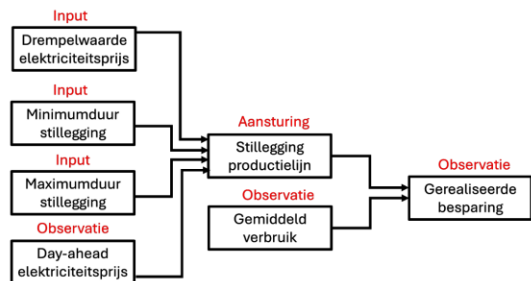 Input
Drempelwaarde
elektriciteitsprijs
Input
Minimumduur
stillegging
Input
Maximumduur
stillegging
Observatie
Day-ahead
elektriciteitsprijs
Aansturing
Stillegging
productielijn
Observatie
Gemiddeld
verbruik
Observatie
Gerealiseerde
besparing